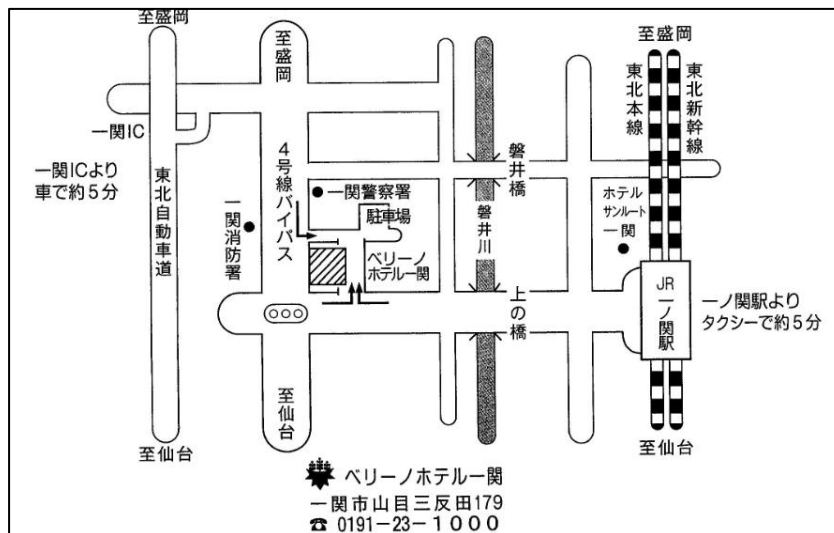 至盛岡
至盛岡
至盛岡
東北本線
東北新幹線
一関IC
一関ICより
車で約5分
東北自動車道
4号線バイパス
一関警察署
駐車場
一関消防署
ベリーノ
ホテル一関
磐井橋
磐井川
ホテル
サンルート
一関
上の橋
JR
一ノ関駅
一ノ関駅より
タクシーで約5分
至仙台
至仙台
至仙台
ベリーノホテル一関
一関市山目三反田179
☎ 0191-23-1000